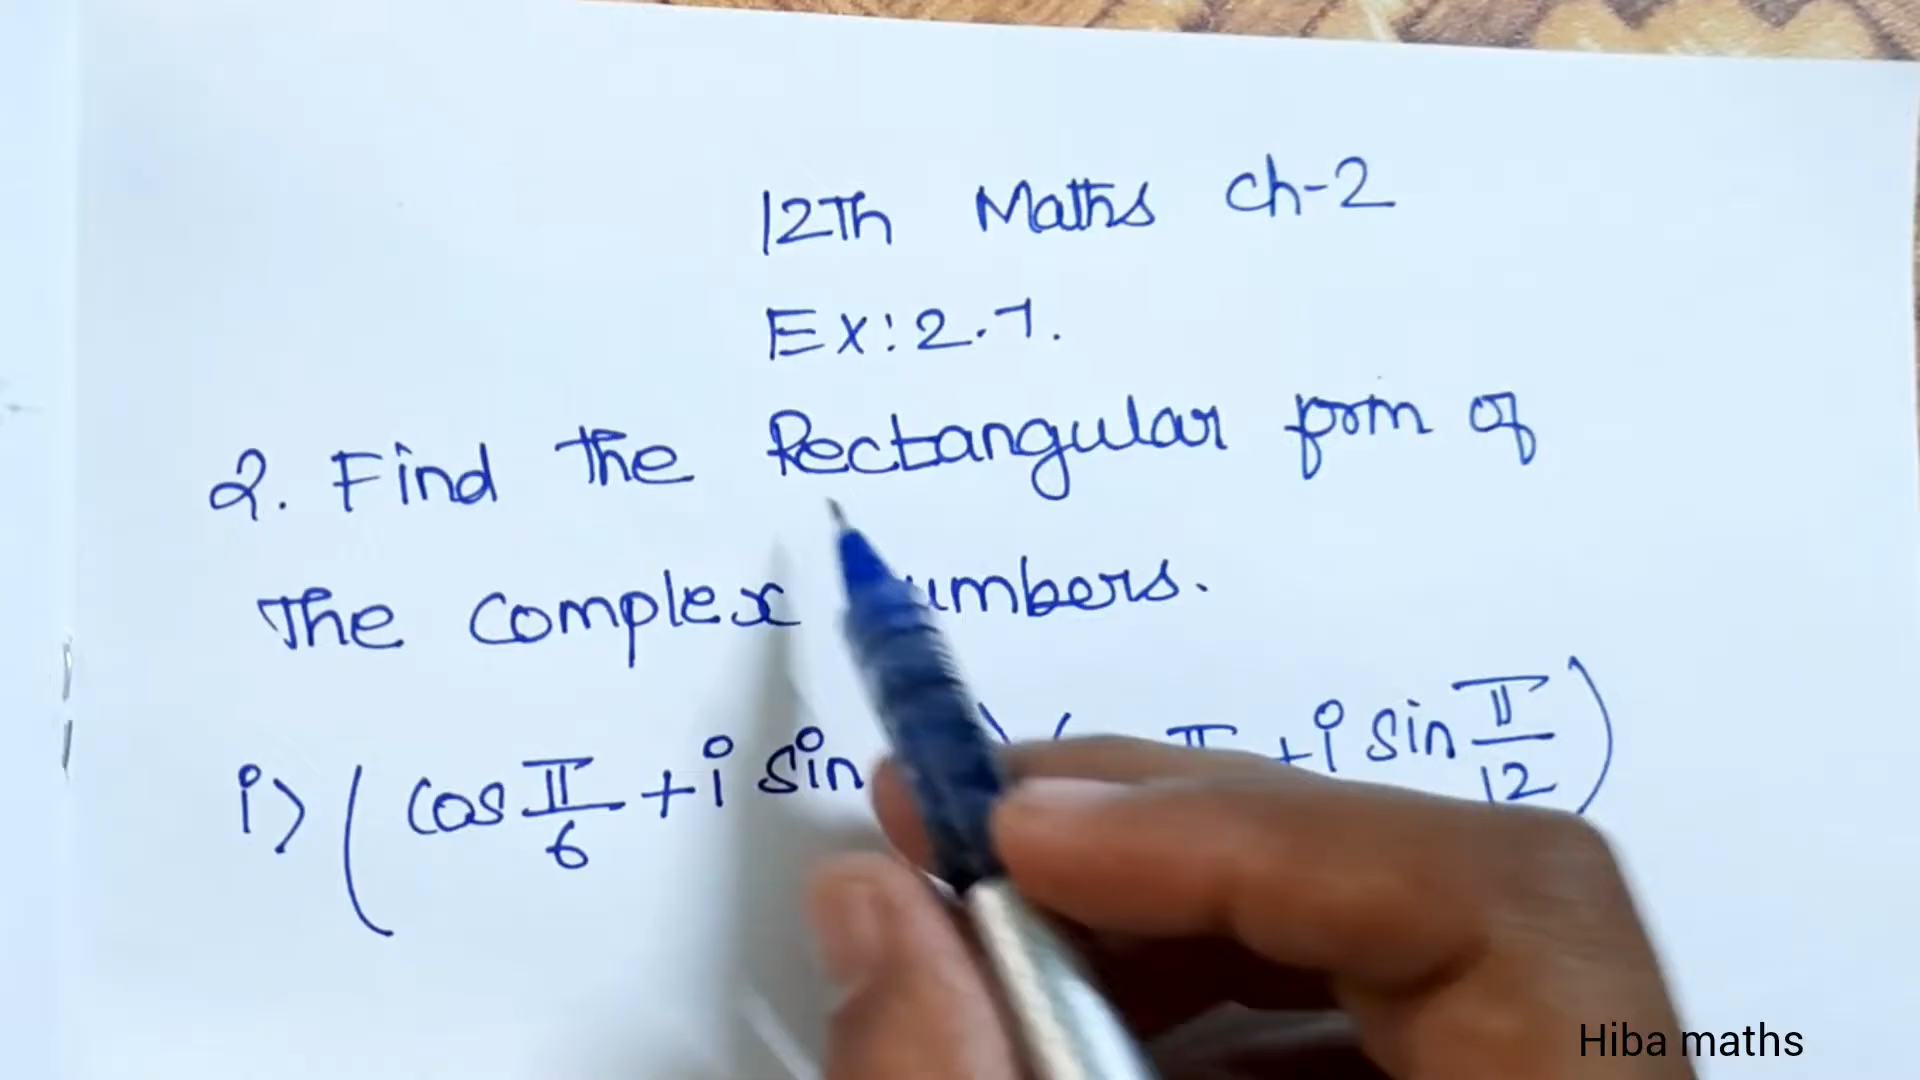 12Th Maths Ch-2
Ex: 2.7.
2. Find the Rectangular form of
The complex numbers.
i) (cos π/6 + i sin ) ( π + i sin π/12)
Hiba maths